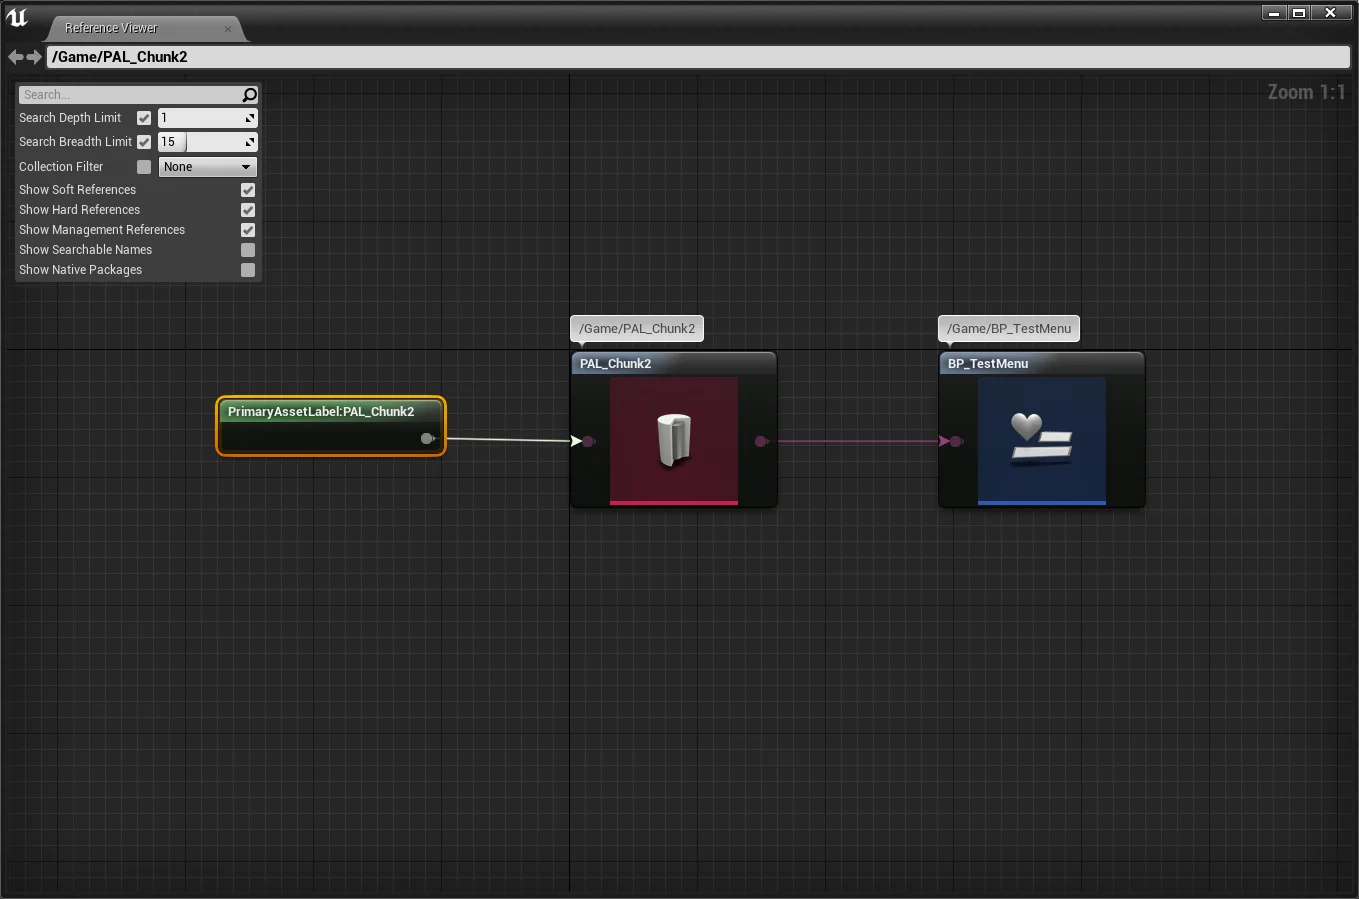 Reference Viewer
/Game/PAL_Chunk2
Zoom 1:1
Search...
Search Depth Limit 1
Search Breadth Limit 15
Collection Filter None
Show Soft References
Show Hard References
Show Management References
Show Searchable Names
Show Native Packages
/Game/PAL_Chunk2
/Game/BP_TestMenu
PAL_Chunk2
BP_TestMenu
PrimaryAssetLabel:PAL_Chunk2